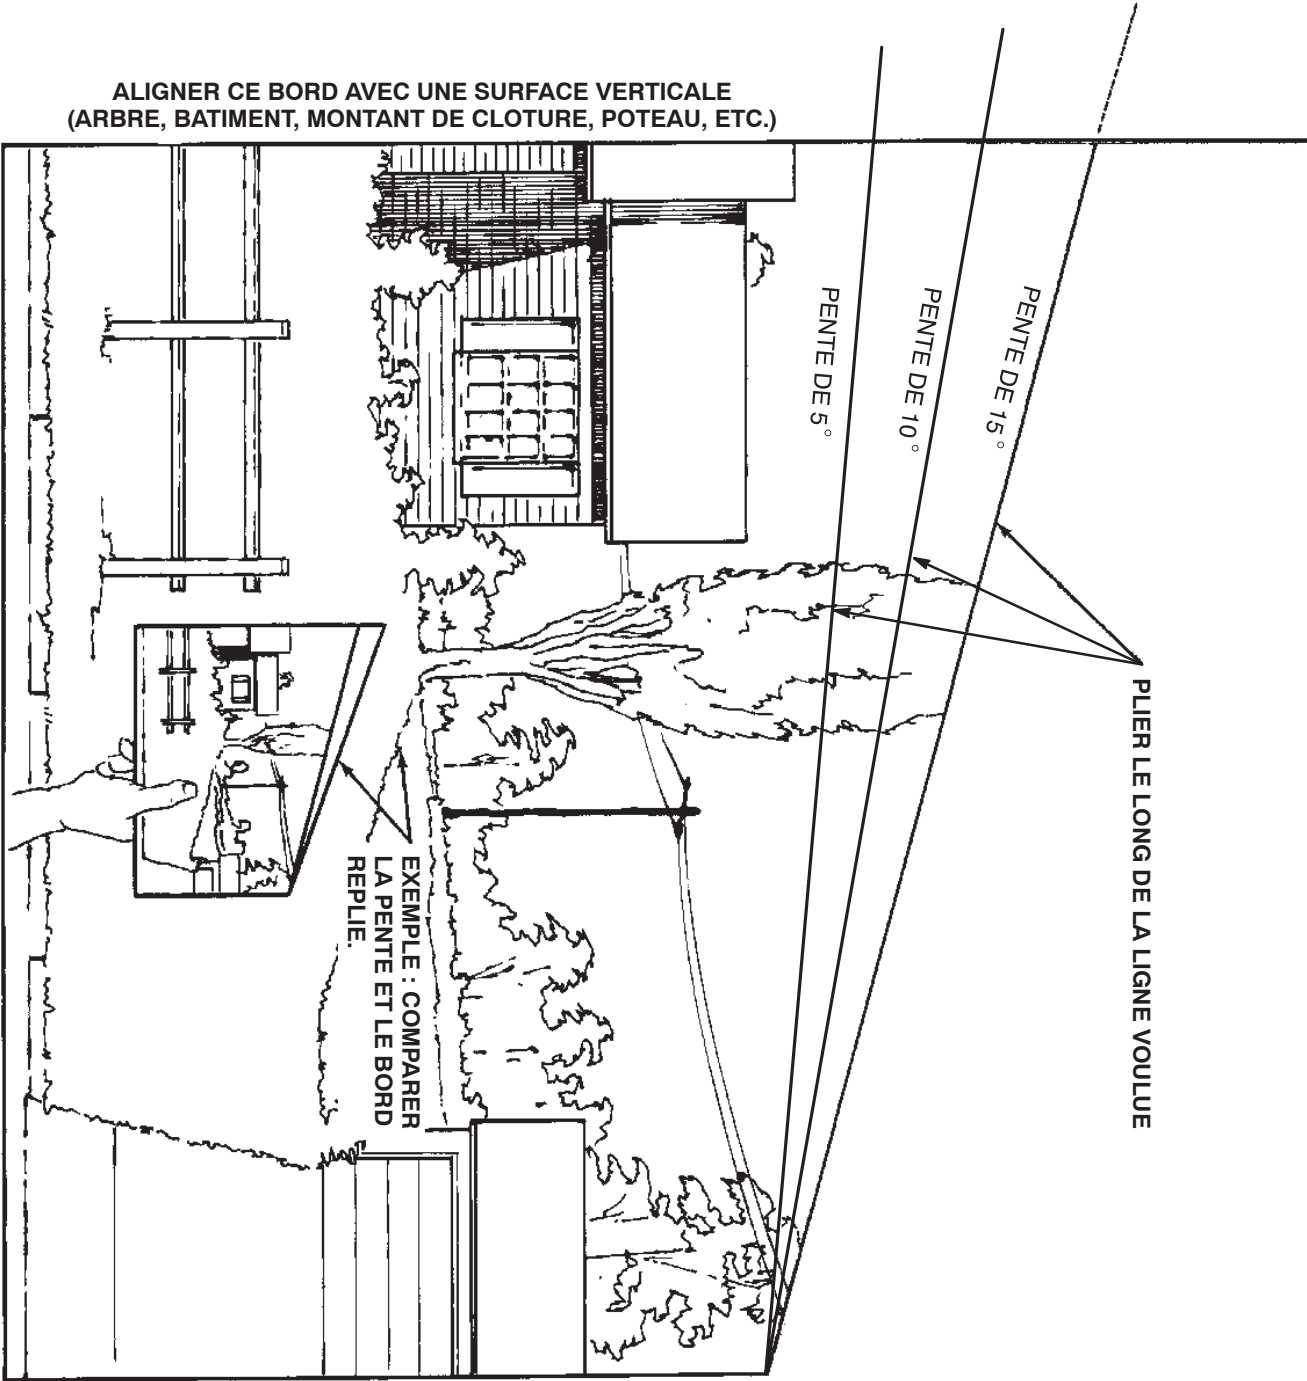 ALIGNER CE BORD AVEC UNE SURFACE VERTICALE
(ARBRE, BATIMENT, MONTANT DE CLOTURE, POTEAU, ETC.)
PENTE DE 15°
PENTE DE 10°
PENTE DE 5°
PLIER LE LONG DE LA LIGNE VOULUE
EXEMPLE : COMPARER
LA PENTE ET LE BORD
REPLIE.